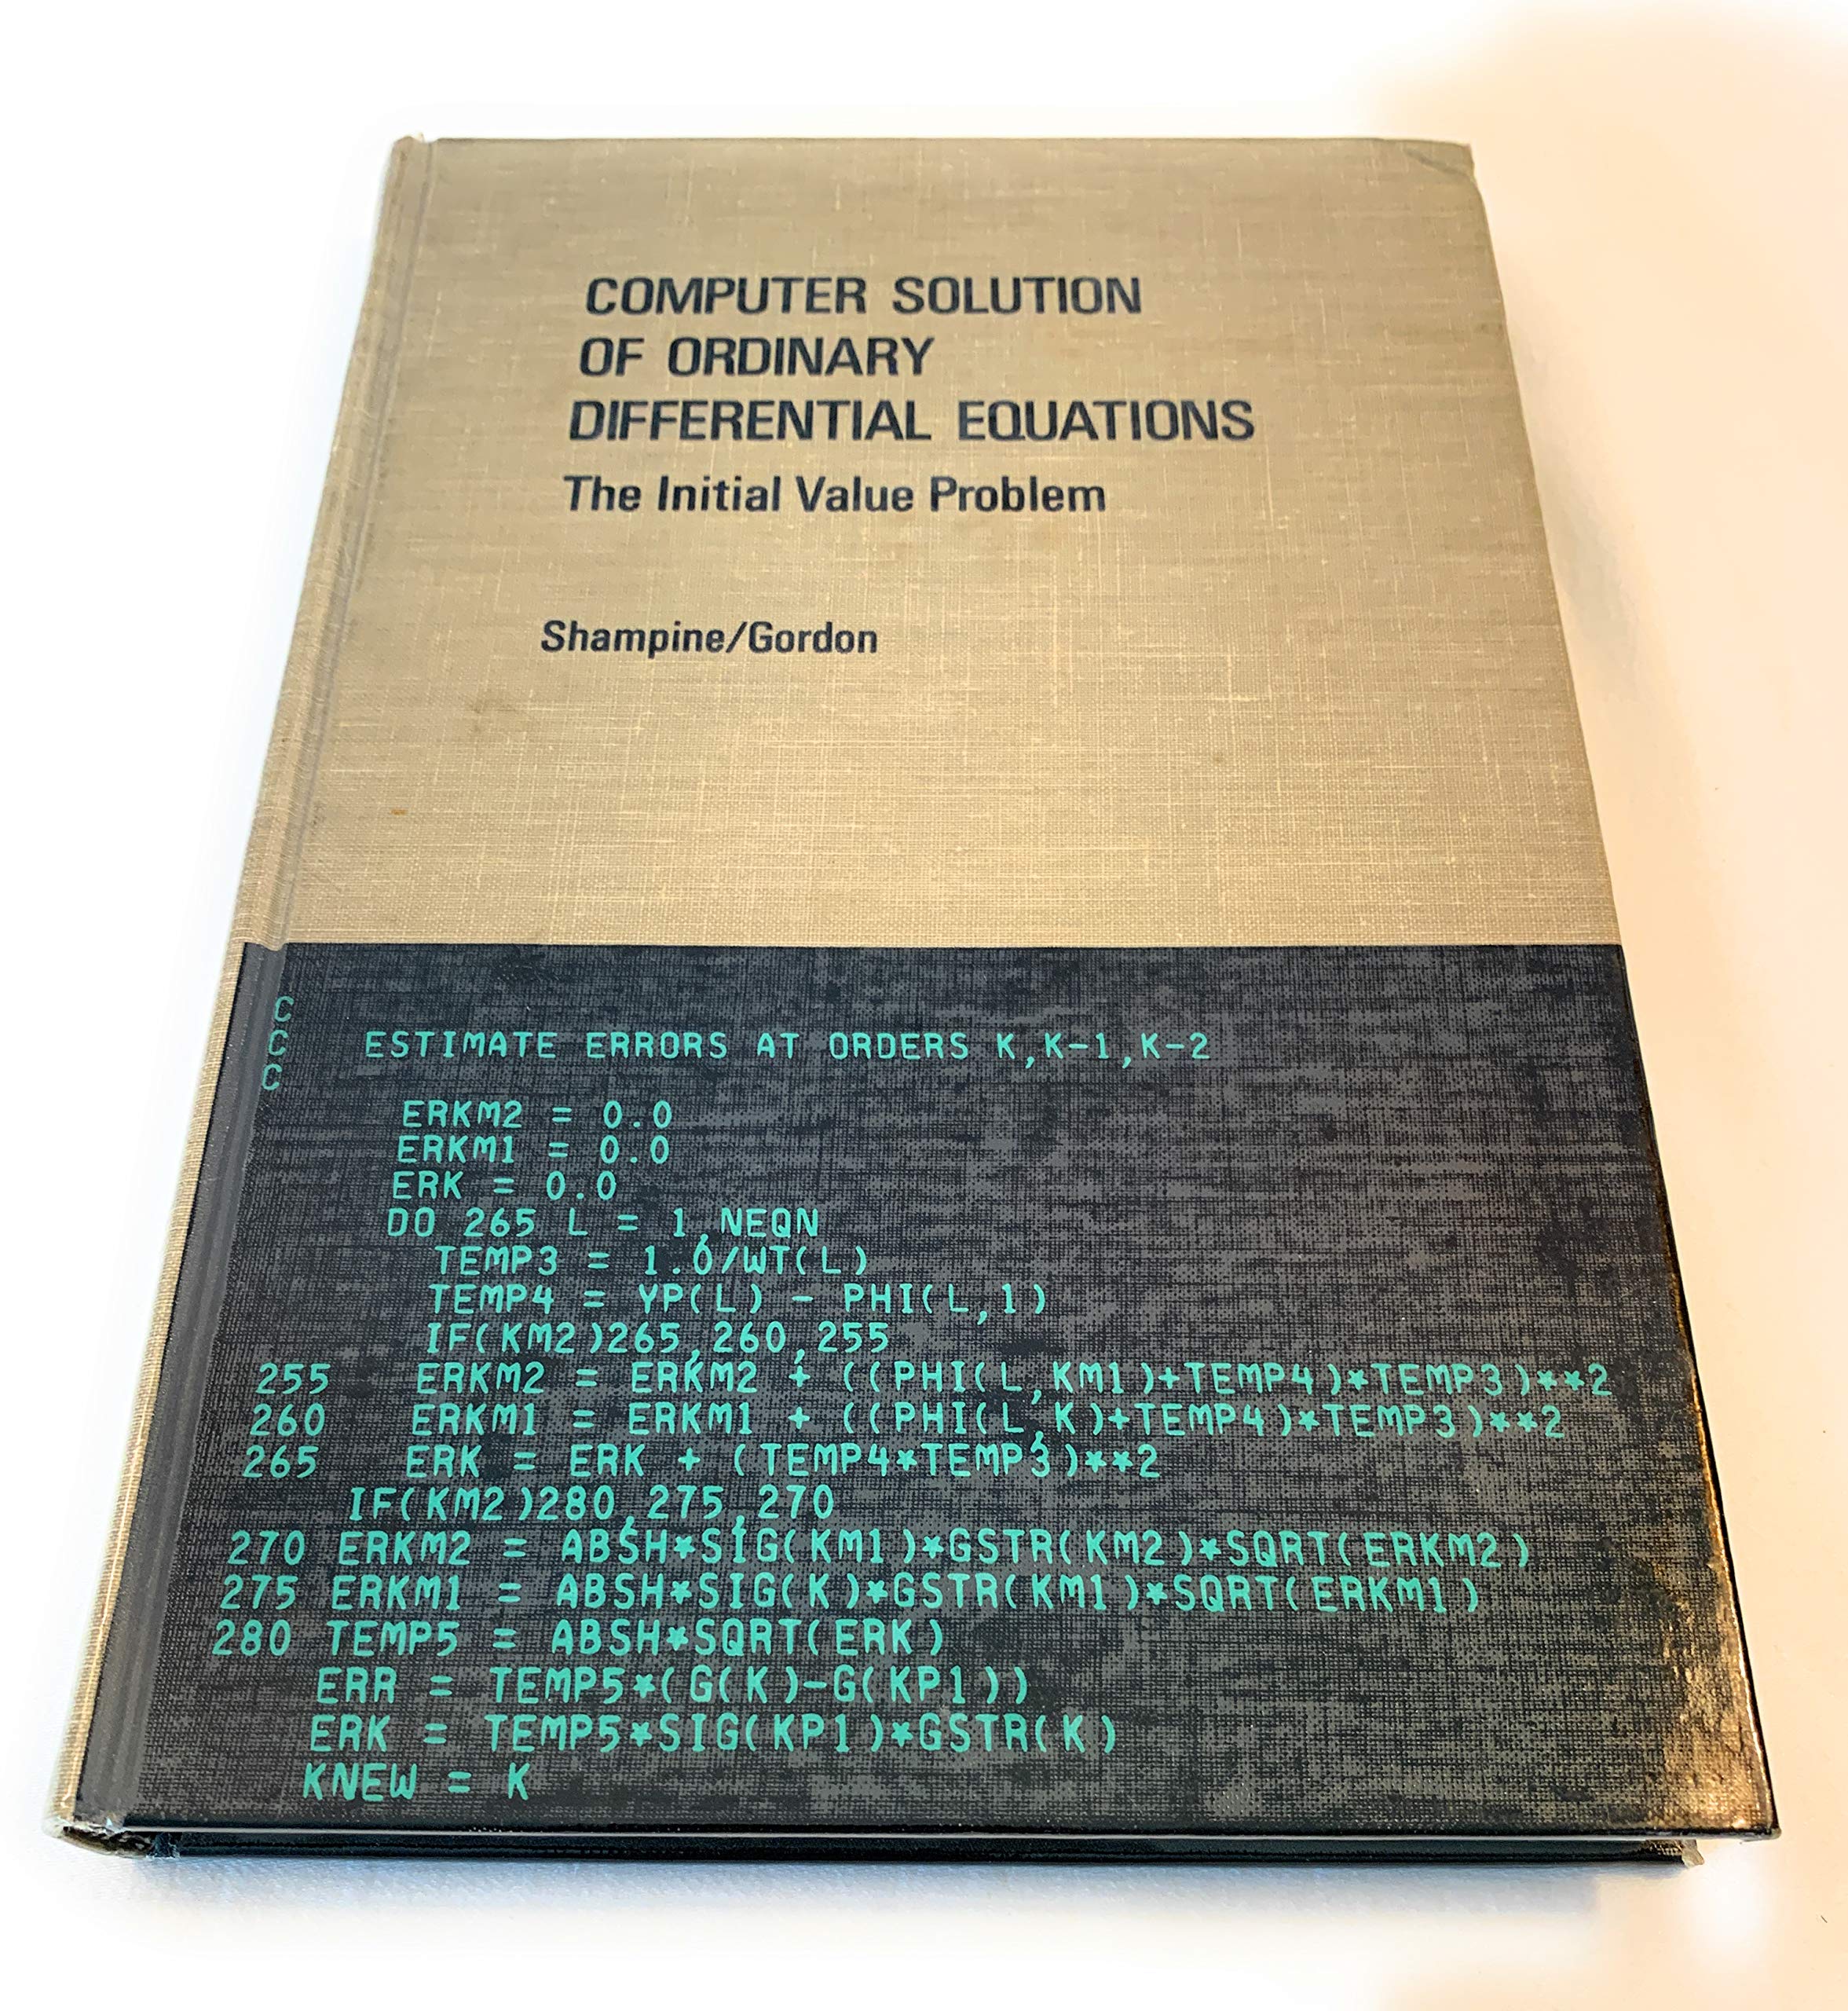 COMPUTER SOLUTION
OF ORDINARY
DIFFERENTIAL EQUATIONS
The Initial Value Problem
Shampine/Gordon
C
C ESTIMATE ERRORS AT ORDERS K,K-1,K-2
C
ERKM2 = 0.0
ERKM1 = 0.0
ERK = 0.0
DO 265 L = 1,NEQN
TEMP3 = 1.0/WT(L)
TEMP4 = YP(L) - PHI(L,1)
IF(KM2)265,260,255
255 ERKM2 = ERKM2 + ((PHI(L,KM1)+TEMP4)*TEMP3)**2
260 ERKM1 = ERKM1 + ((PHI(L,K)+TEMP4)*TEMP3)**2
265 ERK = ERK + (TEMP4*TEMP3)**2
IF(KM2)280,275,270
270 ERKM2 = ABSH*SIG(KM1)*GSTR(KM2)*SQRT(ERKM2)
275 ERKM1 = ABSH*SIG(K)*GSTR(KM1)*SQRT(ERKM1)
280 TEMP5 = ABSH*SQRT(ERK)
ERR = TEMP5*(G(K)-G(KP1))
ERK = TEMP5*SIG(KP1)*GSTR(K)
KNEW = K